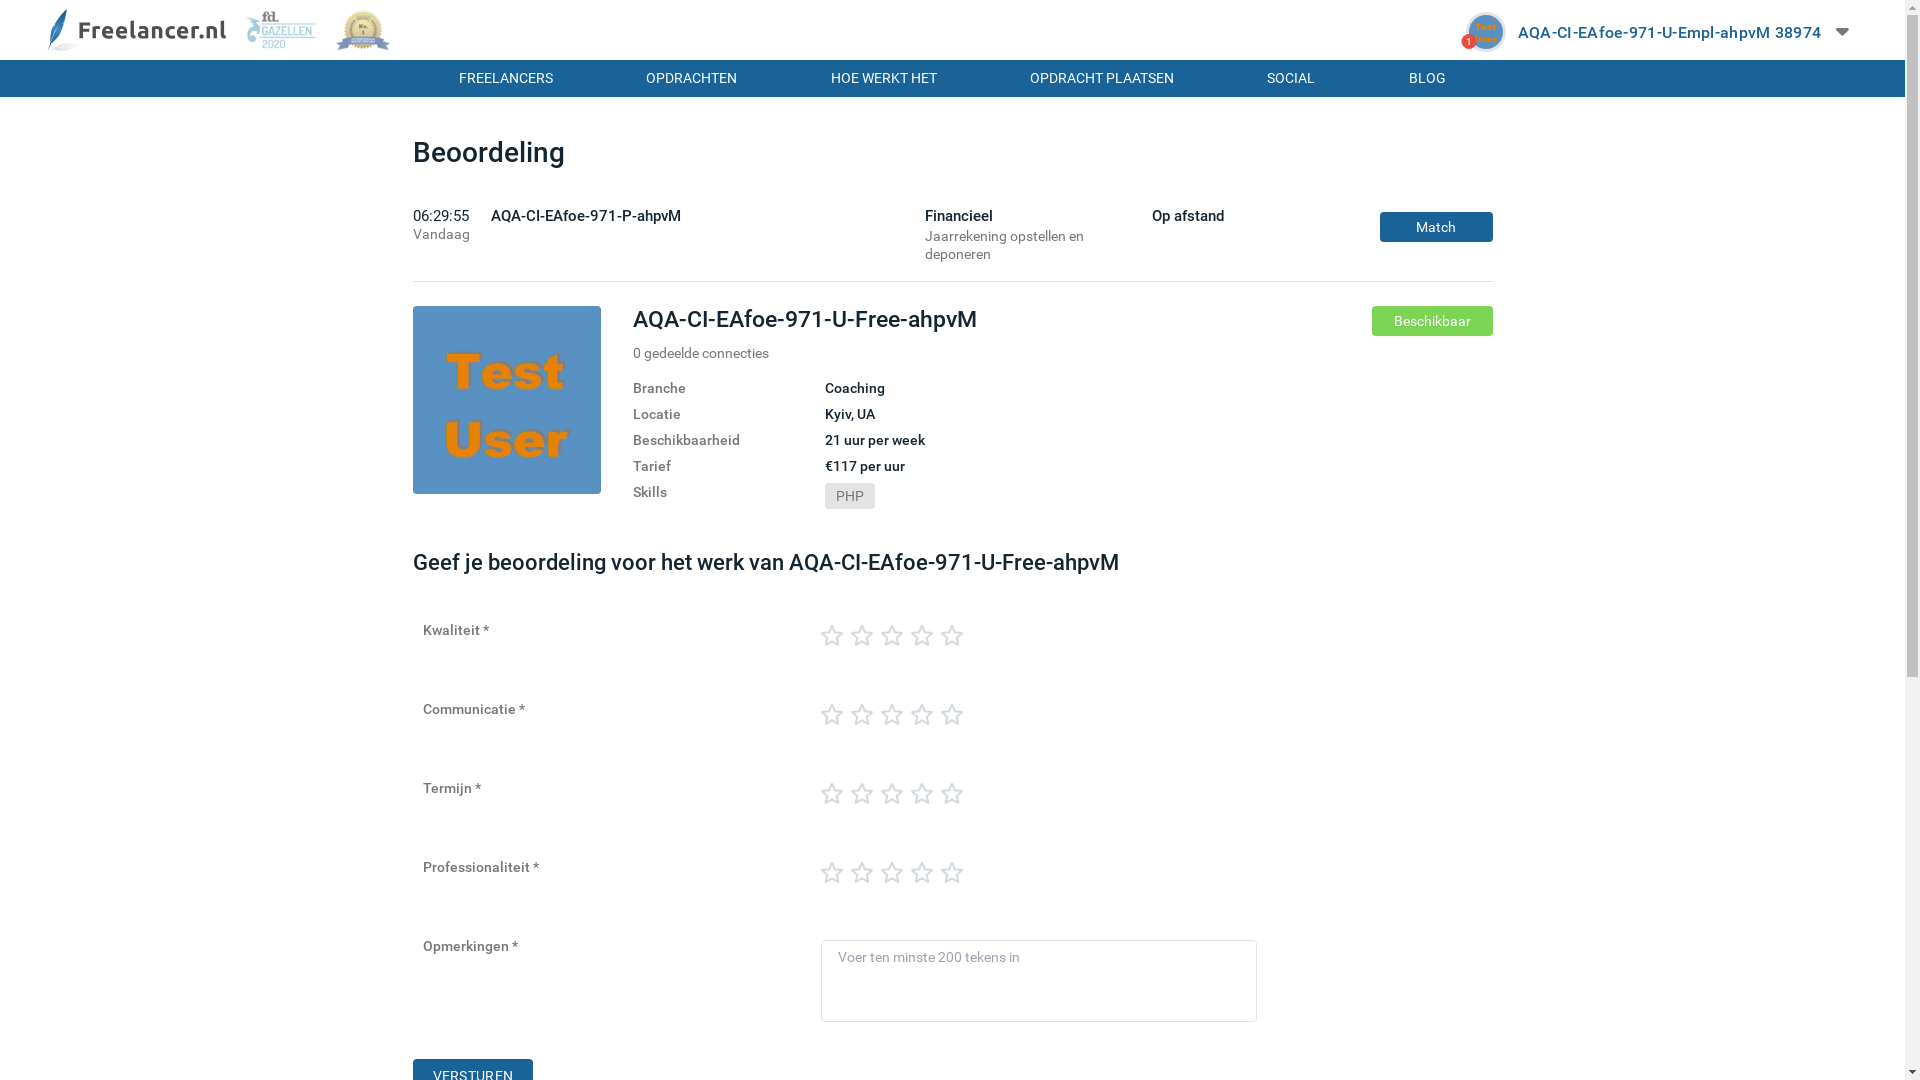 Freelancer.nl
fd.
GAZELLEN
2020
No.
1
1
Test
User
AQA-CI-EAfoe-971-U-Empl-ahpvM 38974
FREELANCERS
OPDRACHTEN
HOE WERKT HET
OPDRACHT PLAATSEN
SOCIAL
BLOG
Beoordeling
06:29:55
Vandaag
AQA-CI-EAfoe-971-P-ahpvM
Financieel
Jaarrekening opstellen en
deponeren
Op afstand
Match
Test
User
AQA-CI-EAfoe-971-U-Free-ahpvM
Beschikbaar
0 gedeelde connecties
Branche Coaching
Locatie Kyiv, UA
Beschikbaarheid 21 uur per week
Tarief €117 per uur
Skills PHP
Geef je beoordeling voor het werk van AQA-CI-EAfoe-971-U-Free-ahpvM
Kwaliteit *
Communicatie *
Termijn *
Professionaliteit *
Opmerkingen *
Voer ten minste 200 tekens in
VERSTUREN